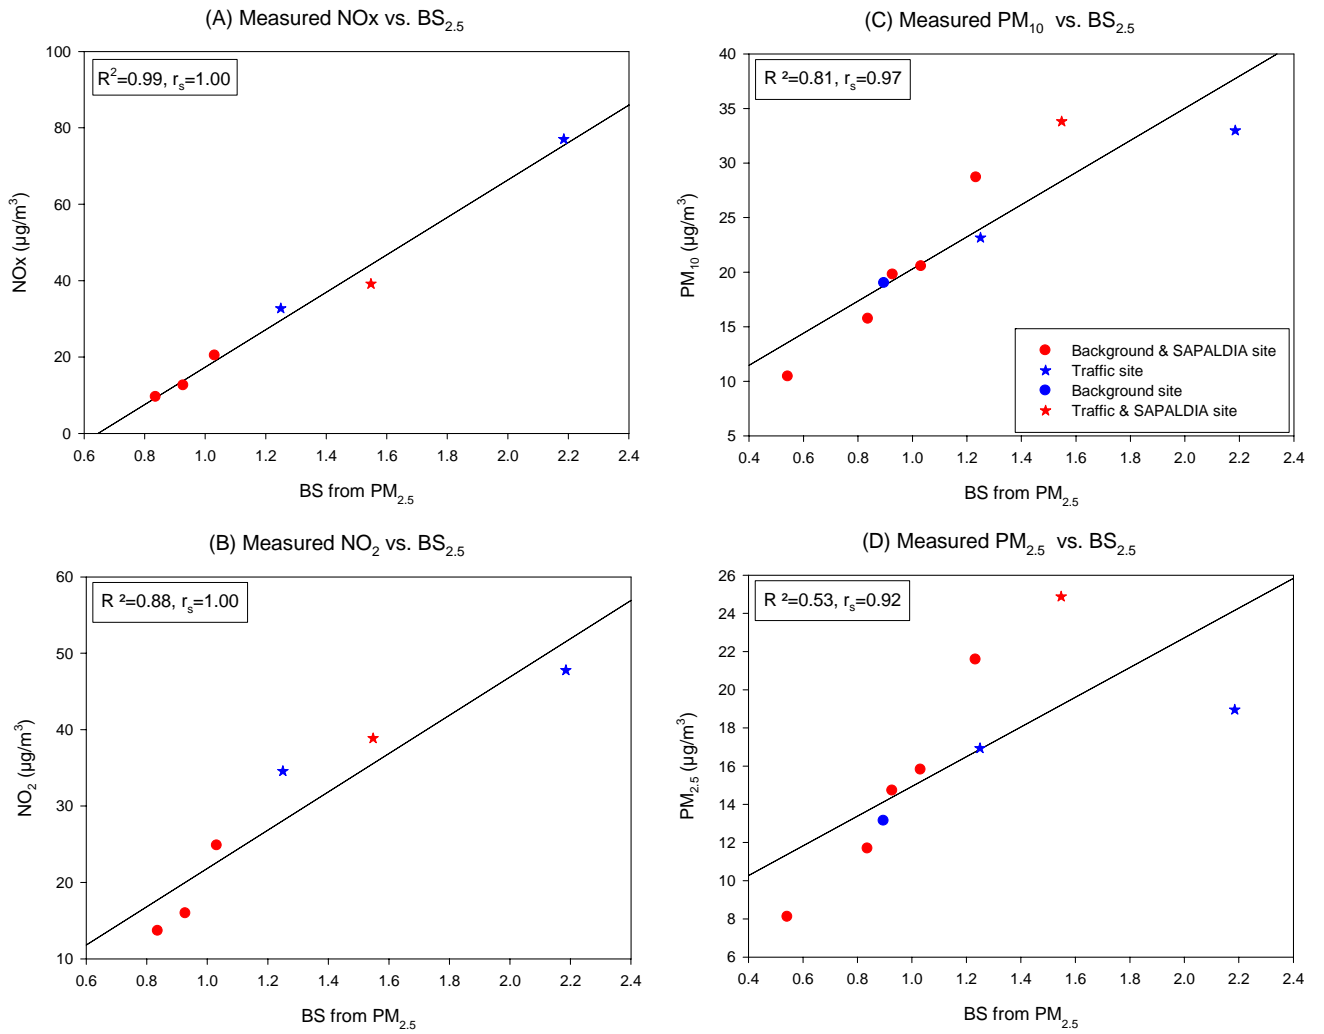 (A) Measured NOx vs. BS2.5
R2=0.99, rs=1.00
NOx (µg/m3)
100
80
60
40
20
0
0.6 0.8 1.0 1.2 1.4 1.6 1.8 2.0 2.2 2.4
BS from PM2.5
(C) Measured PM10 vs. BS2.5
R ²=0.81, rs=0.97
PM10 (µg/m3)
40
35
30
25
20
15
10
5
Background & SAPALDIA site
Traffic site
Background site
Traffic & SAPALDIA site
0.4 0.6 0.8 1.0 1.2 1.4 1.6 1.8 2.0 2.2 2.4
BS from PM2.5
(B) Measured NO2 vs. BS2.5
R ²=0.88, rs=1.00
NO2 (µg/m3)
60
50
40
30
20
10
0.6 0.8 1.0 1.2 1.4 1.6 1.8 2.0 2.2 2.4
BS from PM2.5
(D) Measured PM2.5 vs. BS2.5
R ²=0.53, rs=0.92
PM2.5 (µg/m3)
26
24
22
20
18
16
14
12
10
8
6
0.4 0.6 0.8 1.0 1.2 1.4 1.6 1.8 2.0 2.2 2.4
BS from PM2.5